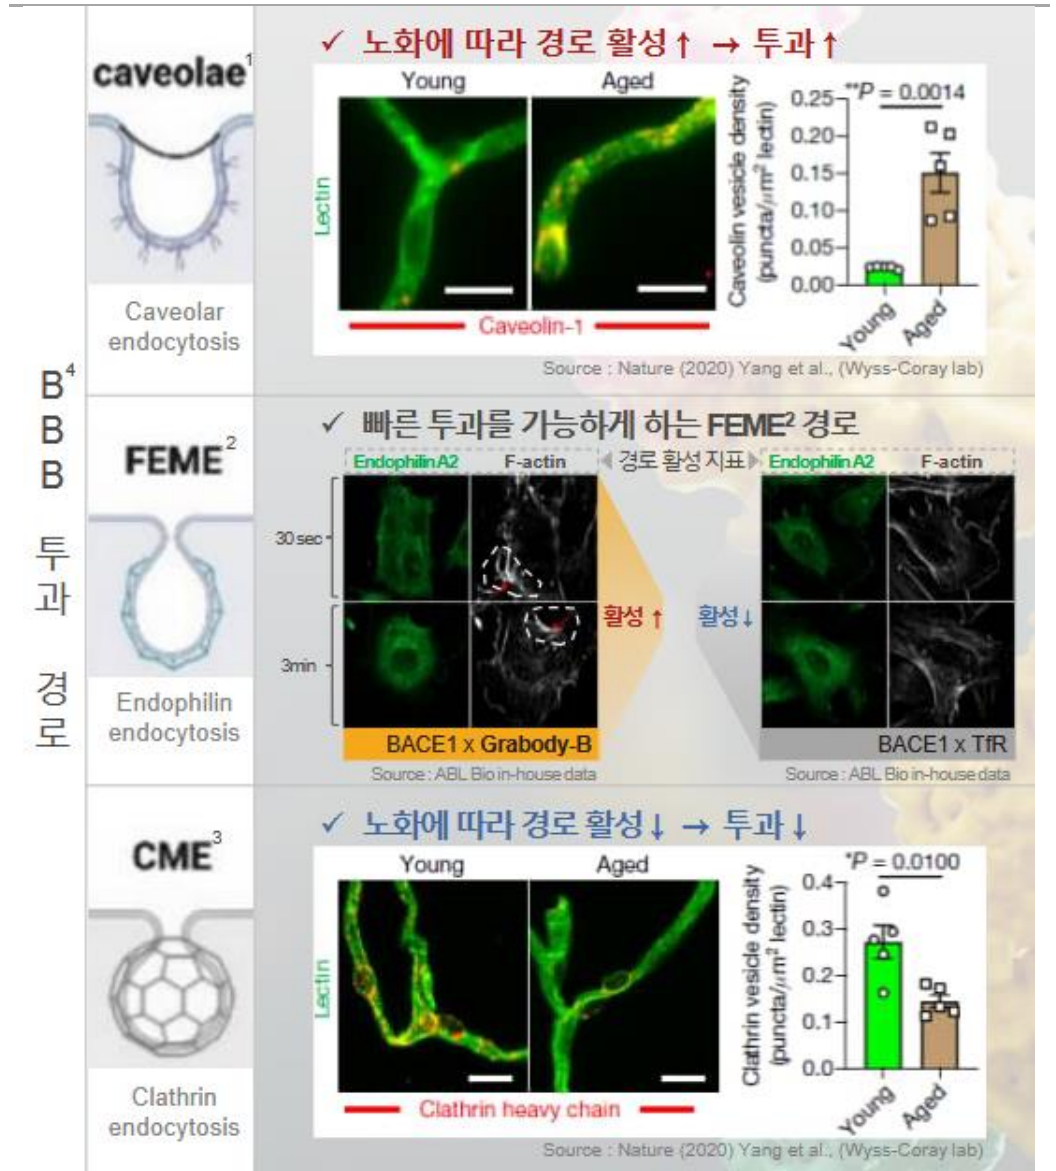 B⁴
B
B
투
과
경
로
caveolae¹
Caveolar
endocytosis
✓ 노화에 따라 경로 활성↑ → 투과↑
Young
Aged
Lectin
Caveolin-1
Caveolin vesicle density
(puncta/μm² lectin)
**P = 0.0014
0.25
0.20
0.15
0.10
0.05
0.00
Young
Aged
Source : Nature (2020) Yang et al., (Wyss-Coray lab)
FEME²
Endophilin
endocytosis
✓ 빠른 투과를 가능하게 하는 FEME² 경로
Endophilin A2
F-actin
◀ 경로 활성 지표 ▶
Endophilin A2
F-actin
30 sec
3min
활성 ↑
활성↓
BACE1 x Grabody-B
BACE1 x TfR
Source : ABL Bio in-house data
Source : ABL Bio in-house data
CME³
Clathrin
endocytosis
✓ 노화에 따라 경로 활성↓ → 투과↓
Young
Aged
Lectin
Clathrin heavy chain
Clathrin vesicle density
(puncta/μm² lectin)
*P = 0.0100
0.4
0.3
0.2
0.1
0.0
Young
Aged
Source : Nature (2020) Yang et al., (Wyss-Coray lab)